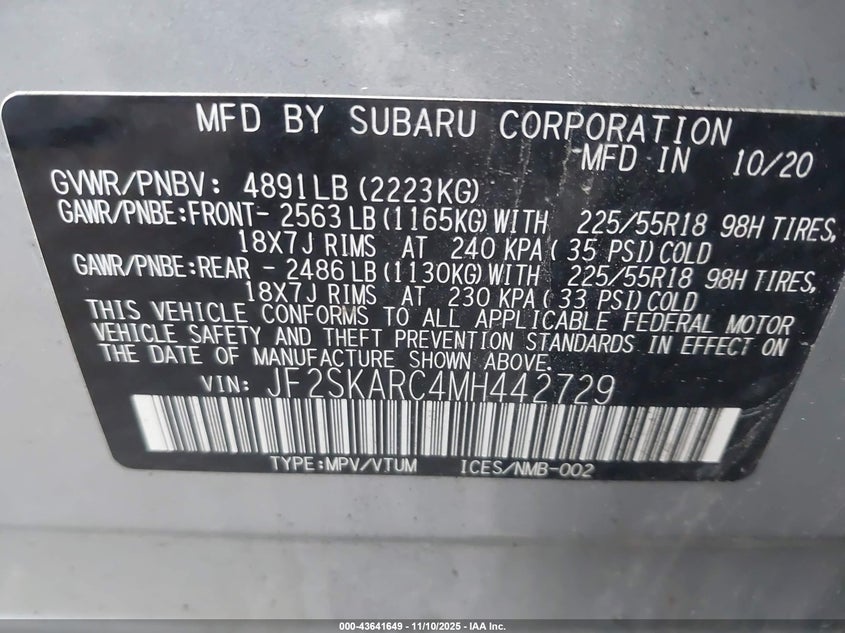 MFD BY SUBARU CORPORATION
MFD IN 10/20
GVWR/PNBV: 4891LB (2223KG)
GAWR/PNBE:FRONT- 2563 LB (1165KG) WITH 225/55R18 98H TIRES,
18X7J RIMS AT 240 KPA ( 35 PSI) COLD
GAWR/PNBE:REAR - 2486 LB (1130KG) WITH 225/55R18 98H TIRES,
18X7J RIMS AT 230 KPA ( 33 PSI) COLD
THIS VEHICLE CONFORMS TO ALL APPLICABLE FEDERAL MOTOR
VEHICLE SAFETY AND THEFT PREVENTION STANDARDS IN EFFECT ON
THE DATE OF MANUFACTURE SHOWN ABOVE.
VIN: JF2SKARC4MH442729
TYPE:MPV/VTUM ICES/NMB-002
000-43641649 — 11/10/2025 — IAA Inc.